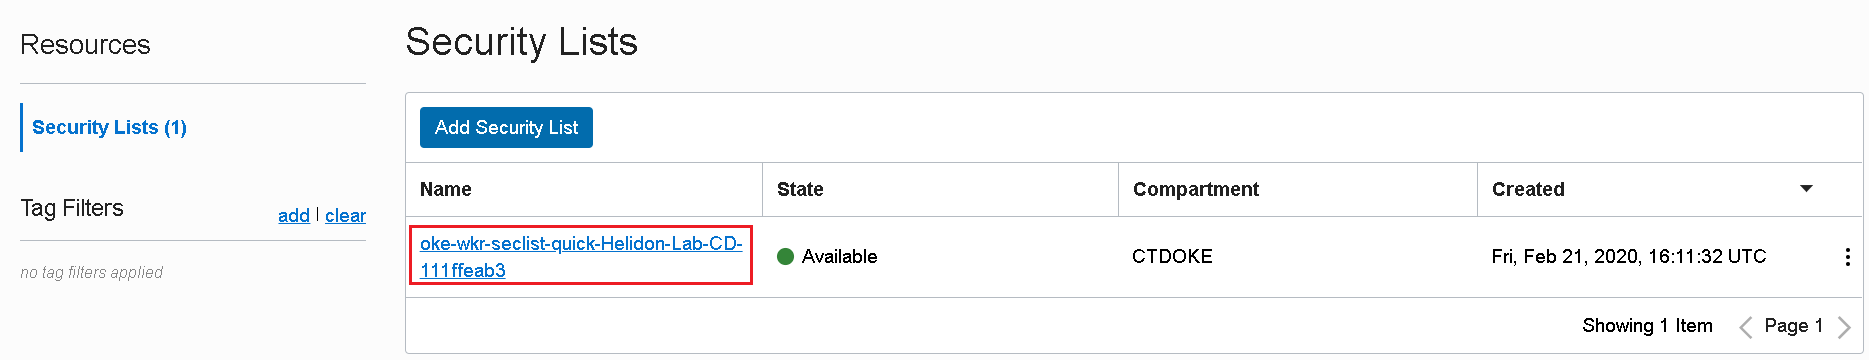 Resources
Security Lists (1)
Tag Filters
add | clear
no tag filters applied
Security Lists
Add Security List
Name State Compartment Created
oke-wkr-seclist-quick-Helidon-Lab-CD-
111ffeab3
Available CTDOKE Fri, Feb 21, 2020, 16:11:32 UTC
Showing 1 Item Page 1